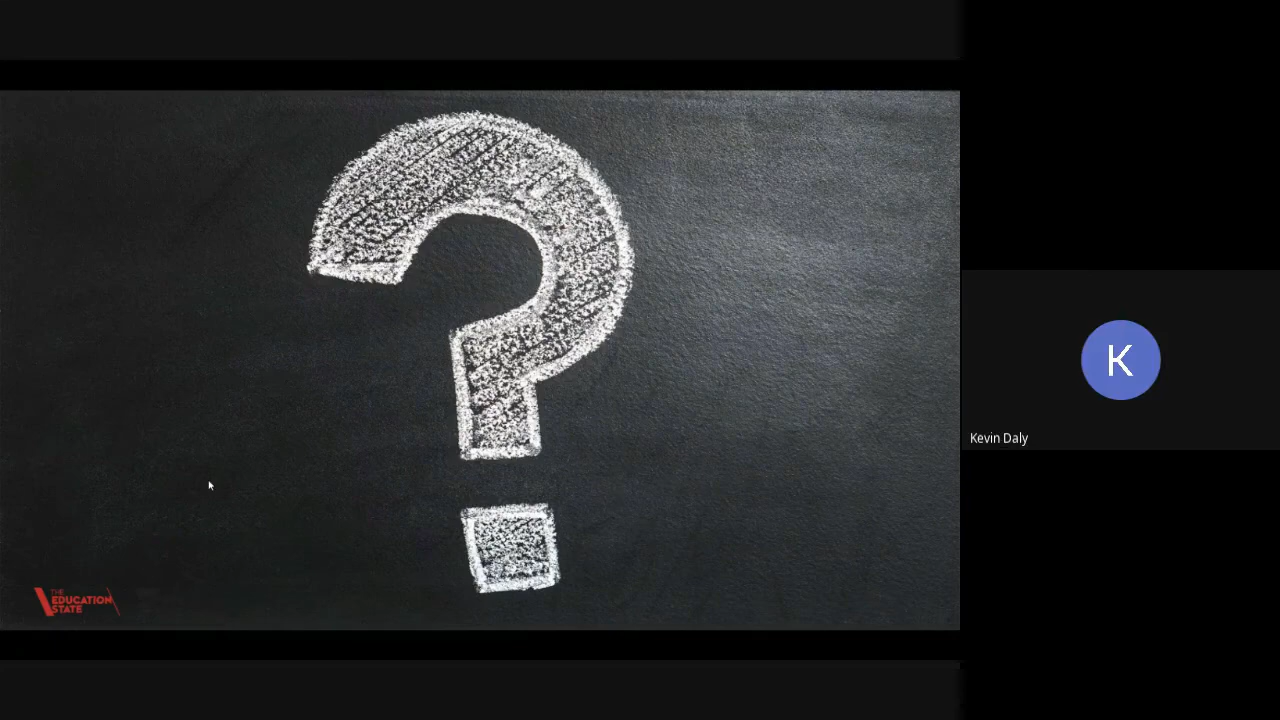 ?
THE
EDUCATION
STATE
K
Kevin Daly